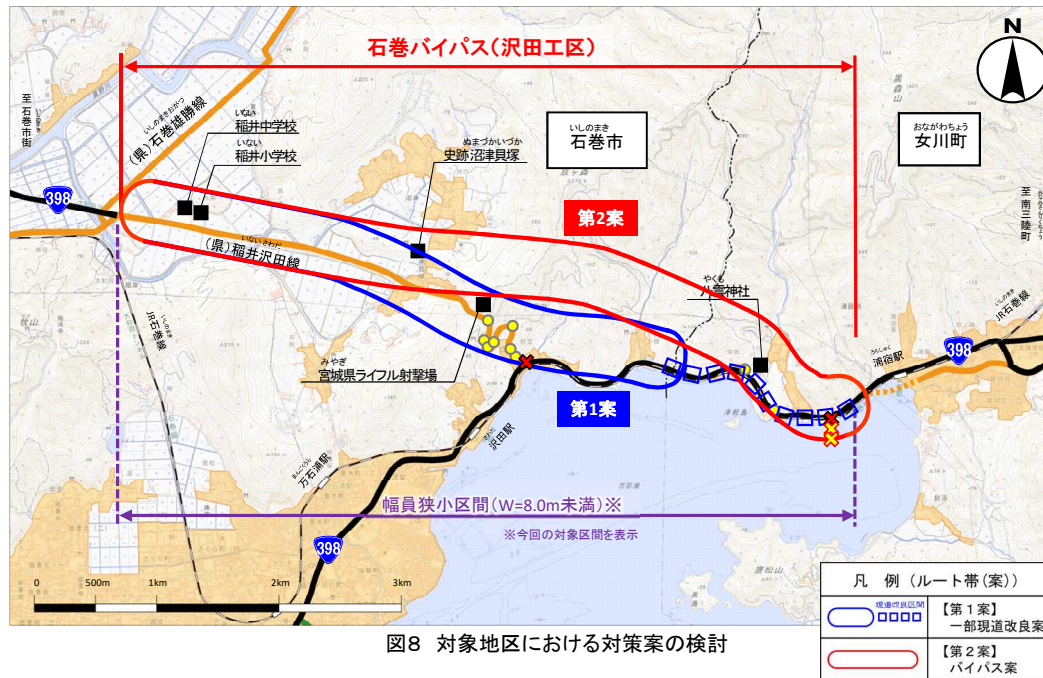 石巻バイパス(沢田工区)
N
至 石巻市街
いしのまきおがつ
(県)石巻雄勝線
いない
稲井中学校
いない
稲井小学校
ぬまづかいづか
史跡沼津貝塚
いしのまき
石巻市
おながわちょう
女川町
至 南三陸町
398
第2案
いないさわだ
(県)稲井沢田線
やくも
八雲神社
いしのまき
JR石巻線
うらしゅく
浦宿駅
398
いしのまき
JR石巻線
みやぎ
宮城県ライフル射撃場
第1案
さわだ
沢田駅
まんごくうら
万石浦駅
幅員狭小区間(W=8.0m未満)※
※今回の対象区間を表示
398
0 500m 1km 2km 3km
凡 例 (ルート帯(案))
現道改良区間
【第1案】
一部現道改良案
【第2案】
バイパス案
図8 対象地区における対策案の検討